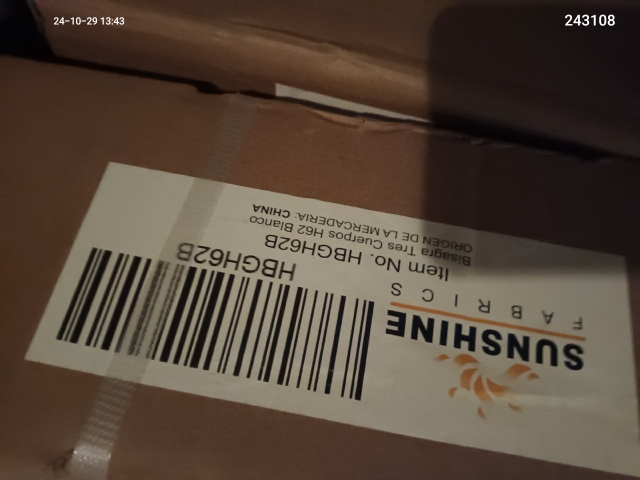 24-10-29 13:43
243108
SUNSHINE
FABRICS
Item No. HBGH62B
Bisagra Tres Cuerpos H62 Blanco
ORIGEN DE LA MERCADERIA: CHINA
HBGH62B